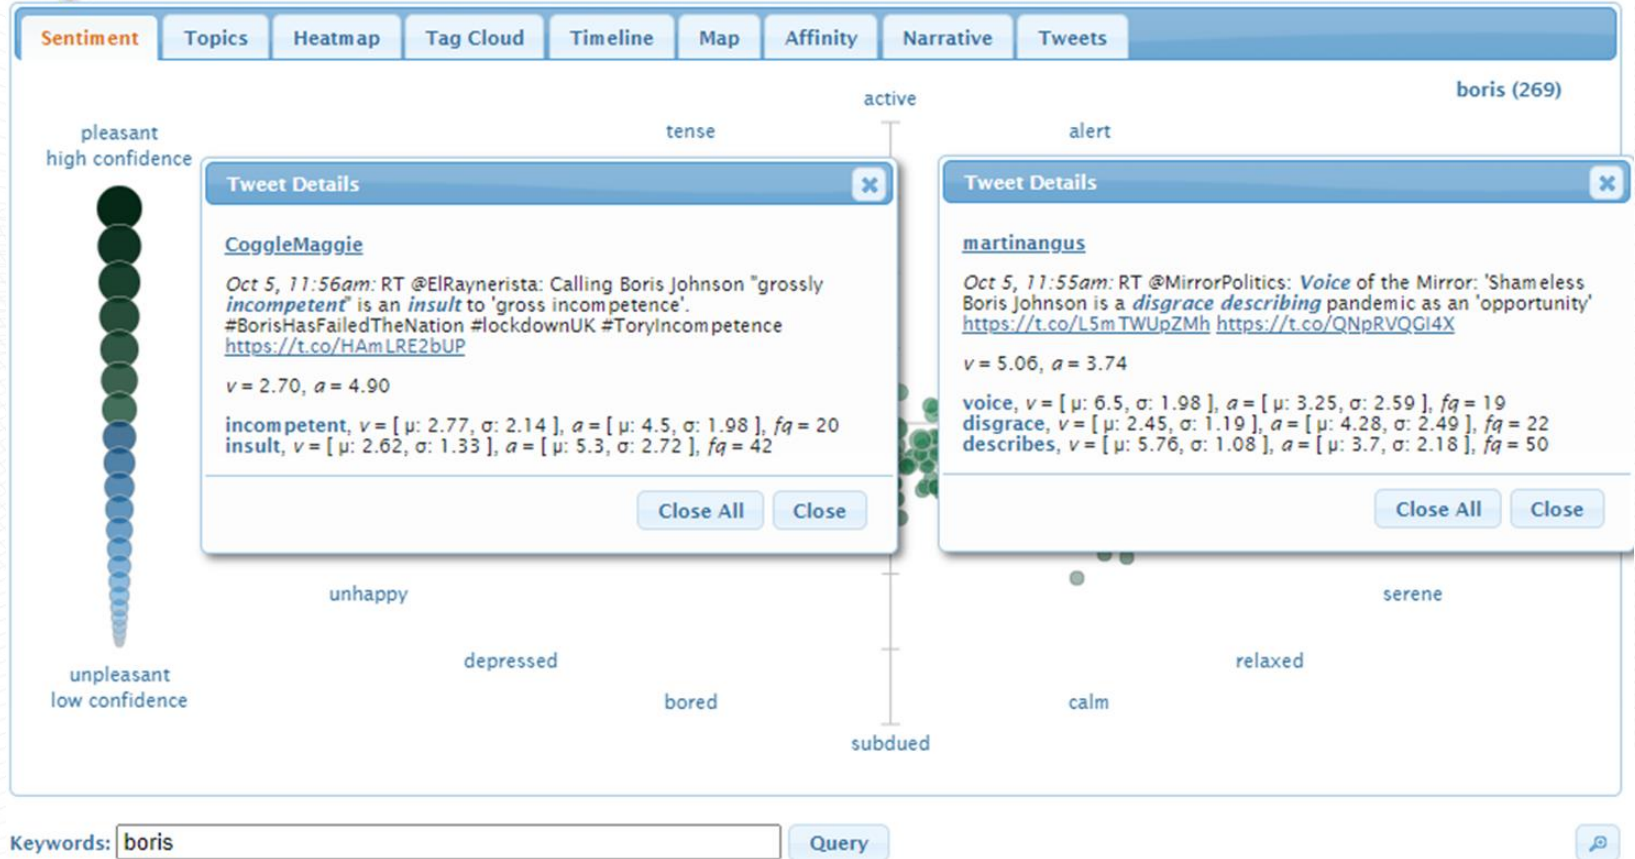 Sentiment Topics Heatmap Tag Cloud Timeline Map Affinity Narrative Tweets
boris (269)
active
tense
alert
pleasant
high confidence
unpleasant
low confidence
Tweet Details
CoggleMaggie
Oct 5, 11:56am: RT @ElRaynerista: Calling Boris Johnson "grossly
incompetent" is an insult to 'gross incompetence'.
#BorisHasFailedTheNation #lockdownUK #ToryIncompetence
https://t.co/HAmLRE2bUP
v = 2.70, a = 4.90
incompetent, v = [ μ: 2.77, σ: 2.14 ], a = [ μ: 4.5, σ: 1.98 ], fq = 20
insult, v = [ μ: 2.62, σ: 1.33 ], a = [ μ: 5.3, σ: 2.72 ], fq = 42
Close All Close
Tweet Details
martinangus
Oct 5, 11:55am: RT @MirrorPolitics: Voice of the Mirror: 'Shameless
Boris Johnson is a disgrace describing pandemic as an 'opportunity'
https://t.co/L5mTWUpZMh https://t.co/QNpRVQGI4X
v = 5.06, a = 3.74
voice, v = [ μ: 6.5, σ: 1.98 ], a = [ μ: 3.25, σ: 2.59 ], fq = 19
disgrace, v = [ μ: 2.45, σ: 1.19 ], a = [ μ: 4.28, σ: 2.49 ], fq = 22
describes, v = [ μ: 5.76, σ: 1.08 ], a = [ μ: 3.7, σ: 2.18 ], fq = 50
Close All Close
unhappy
serene
depressed
relaxed
bored
calm
subdued
Keywords: boris Query